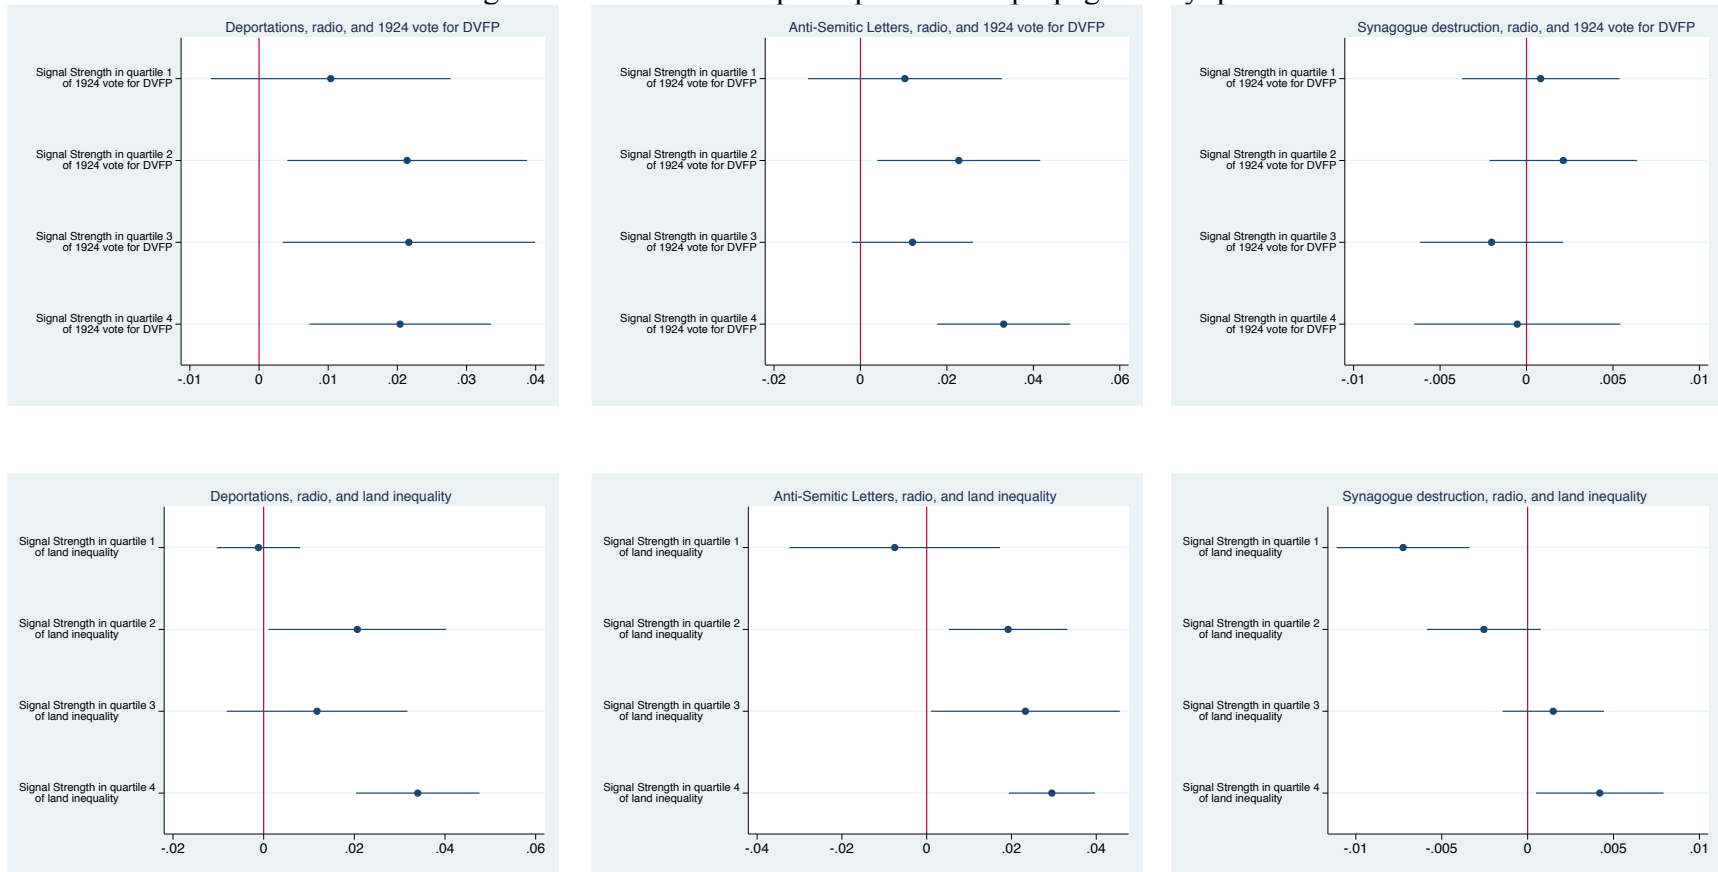 Deportations, radio, and 1924 vote for DVFP
Signal Strength in quartile 1
of 1924 vote for DVFP
Signal Strength in quartile 2
of 1924 vote for DVFP
Signal Strength in quartile 3
of 1924 vote for DVFP
Signal Strength in quartile 4
of 1924 vote for DVFP
-.01 0 .01 .02 .03 .04
Anti-Semitic Letters, radio, and 1924 vote for DVFP
Signal Strength in quartile 1
of 1924 vote for DVFP
Signal Strength in quartile 2
of 1924 vote for DVFP
Signal Strength in quartile 3
of 1924 vote for DVFP
Signal Strength in quartile 4
of 1924 vote for DVFP
-.02 0 .02 .04 .06
Synagogue destruction, radio, and 1924 vote for DVFP
Signal Strength in quartile 1
of 1924 vote for DVFP
Signal Strength in quartile 2
of 1924 vote for DVFP
Signal Strength in quartile 3
of 1924 vote for DVFP
Signal Strength in quartile 4
of 1924 vote for DVFP
-.01 -.005 0 .005 .01
Deportations, radio, and land inequality
Signal Strength in quartile 1
of land inequality
Signal Strength in quartile 2
of land inequality
Signal Strength in quartile 3
of land inequality
Signal Strength in quartile 4
of land inequality
-.02 0 .02 .04 .06
Anti-Semitic Letters, radio, and land inequality
Signal Strength in quartile 1
of land inequality
Signal Strength in quartile 2
of land inequality
Signal Strength in quartile 3
of land inequality
Signal Strength in quartile 4
of land inequality
-.04 -.02 0 .02 .04
Synagogue destruction, radio, and land inequality
Signal Strength in quartile 1
of land inequality
Signal Strength in quartile 2
of land inequality
Signal Strength in quartile 3
of land inequality
Signal Strength in quartile 4
of land inequality
-.01 -.005 0 .005 .01